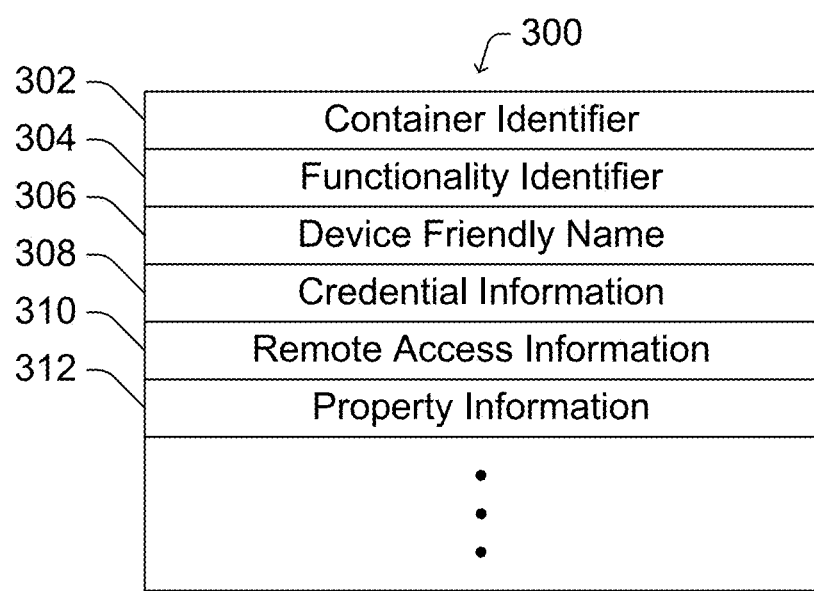 300
302 Container Identifier
304 Functionality Identifier
306 Device Friendly Name
308 Credential Information
310 Remote Access Information
312 Property Information